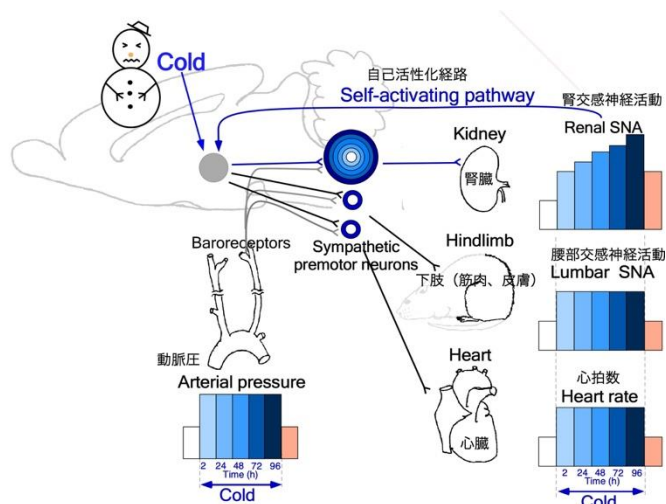 Cold
自己活性化経路
Self-activating pathway
腎交感神経活動
Renal SNA
Kidney
腎臓
Baroreceptors
Sympathetic
premotor neurons
Hindlimb
下肢（筋肉、皮膚）
腰部交感神経活動
Lumbar SNA
動脈圧
Arterial pressure
Heart
心臓
心拍数
Heart rate
2 24 48 72 96
Time (h)
Cold
2 24 48 72 96
Time (h)
Cold